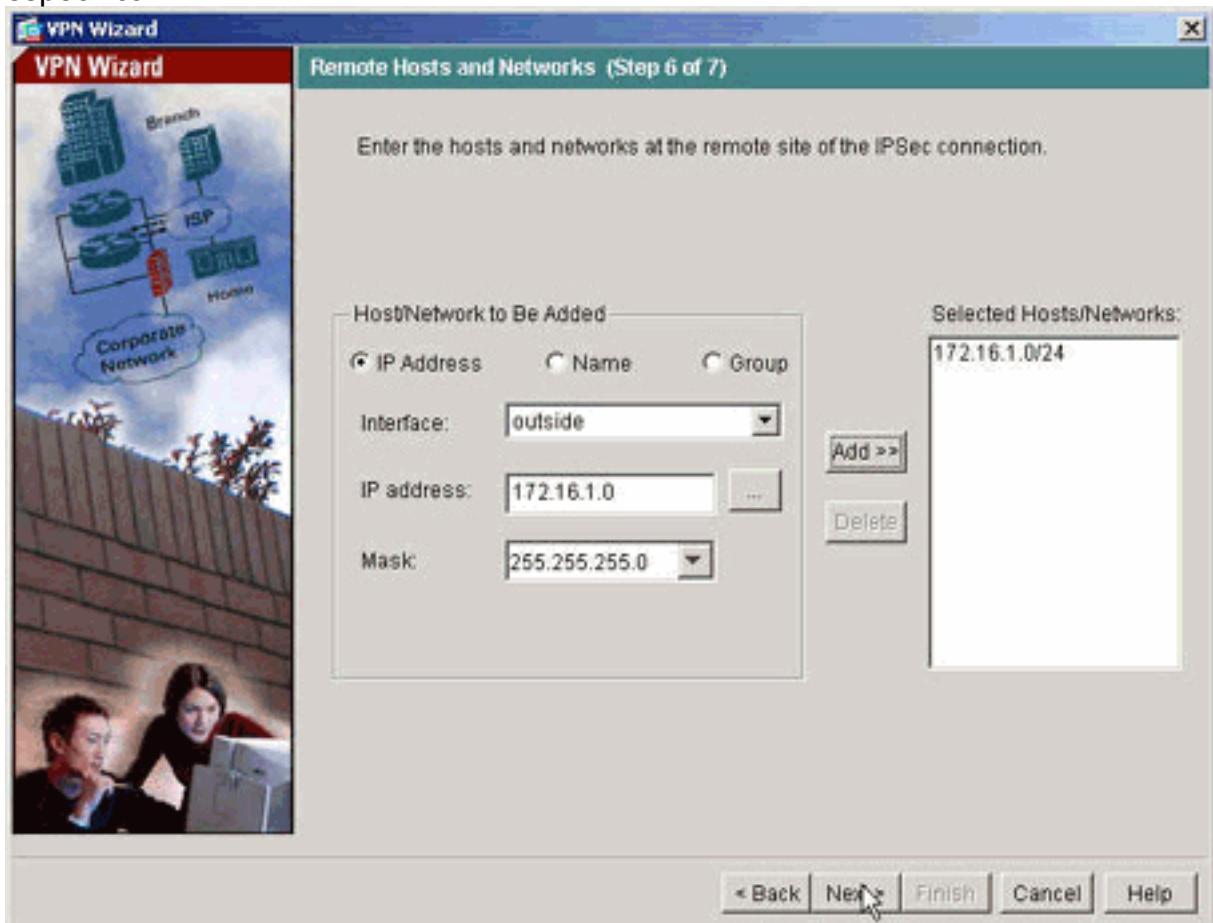 VPN Wizard
VPN Wizard
Remote Hosts and Networks (Step 6 of 7)
Branch
ISP
Home
Corporate
Network
Enter the hosts and networks at the remote site of the IPSec connection.
Host/Network to Be Added
IP Address Name Group
Interface: outside
IP address: 172.16.1.0 ...
Mask: 255.255.255.0
Add >>
Delete
Selected Hosts/Networks:
172.16.1.0/24
< Back Next > Finish Cancel Help